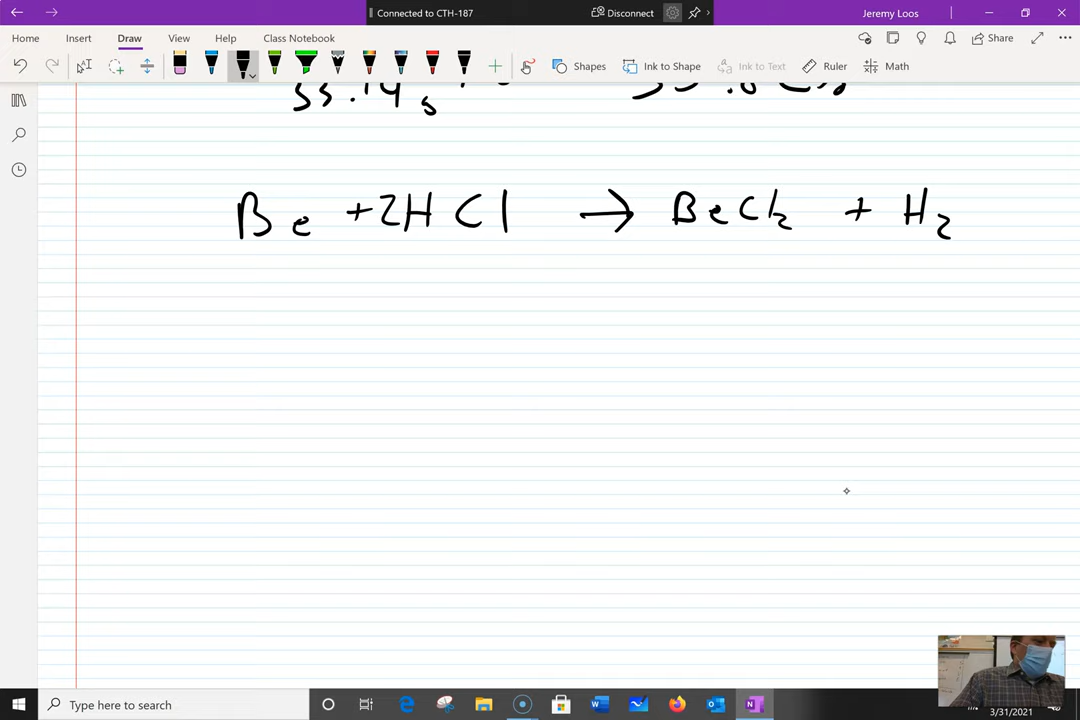 Connected to CTH-187 Disconnect Jeremy Loos
Home Insert Draw View Help Class Notebook Share
Shapes Ink to Shape Ink to Text Ruler Math
Be + 2HCl → BeCl₂ + H₂
Type here to search
3/31/2021